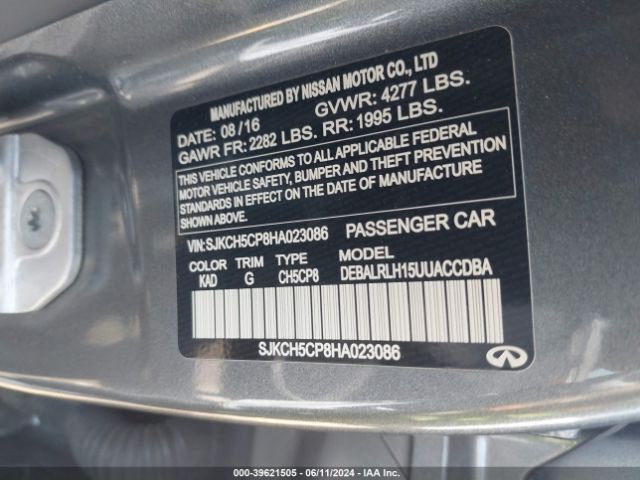 MANUFACTURED BY NISSAN MOTOR CO., LTD
DATE: 08/16 GVWR: 4277 LBS.
GAWR FR: 2282 LBS. RR: 1995 LBS.
THIS VEHICLE CONFORMS TO ALL APPLICABLE FEDERAL
MOTOR VEHICLE SAFETY, BUMPER AND THEFT PREVENTION
STANDARDS IN EFFECT ON THE DATE OF MANUFACTURE
SHOWN ABOVE.
VIN: SJKCH5CP8HA023086 PASSENGER CAR
COLOR TRIM TYPE MODEL
KAD G CH5CP8 DEBALRLH15UUACCDBA
SJKCH5CP8HA023086
000-39621505 - 06/11/2024 - IAA Inc.